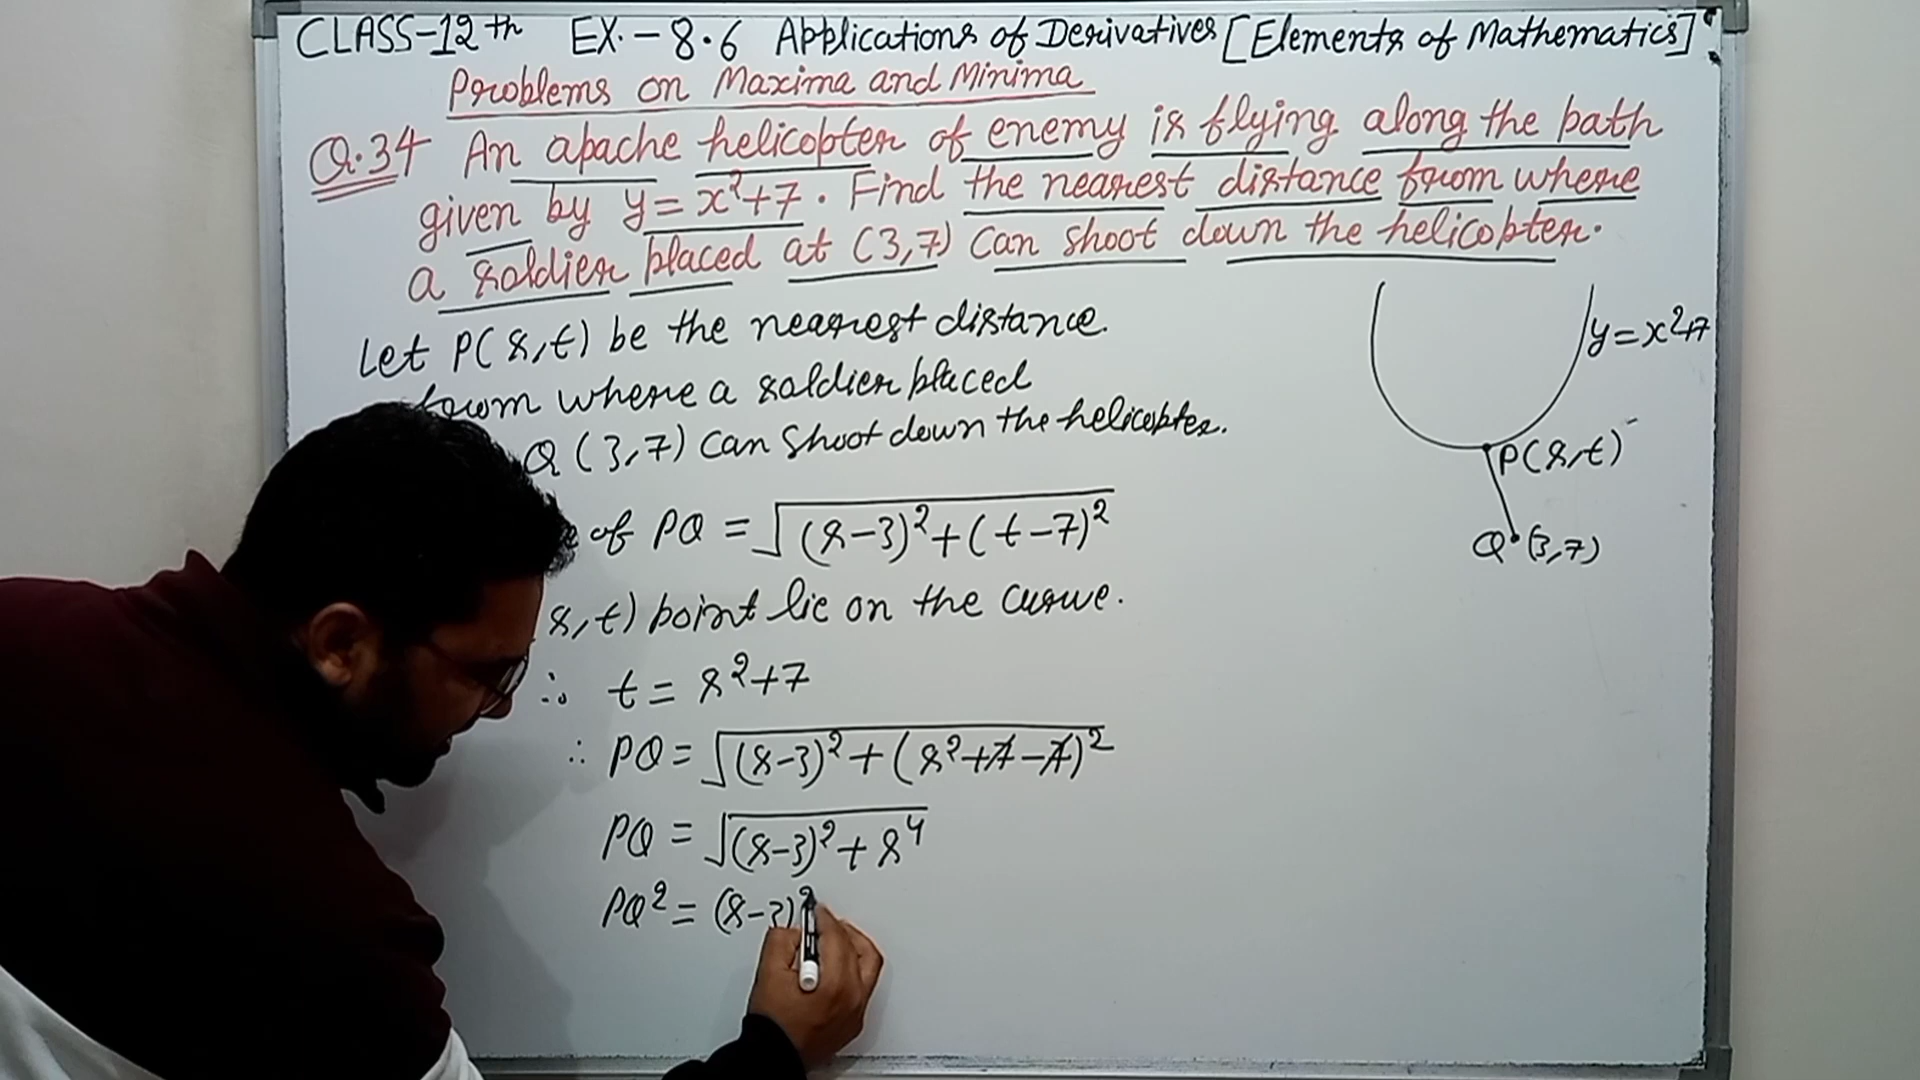 CLASS-12th EX.-8.6 Applications of Derivatives [Elements of Mathematics]
Problems on Maxima and Minima
Q.34 An apache helicopter of enemy is flying along the path
given by y=x²+7. Find the nearest distance from where
a soldier placed at (3,7) can shoot down the helicopter.
Let P(s,t) be the nearest distance.
from where a soldier placed
Q(3,7) can shoot down the helicopter.
of PQ = √(s-3)²+(t-7)²
s,t) point lie on the curve.
∴ t = s²+7
∴ PQ = √(s-3)²+(s²+7-7)²
PQ = √(s-3)²+s⁴
PQ² = (s-3)²
y=x²+7
P(s,t)
Q (3,7)